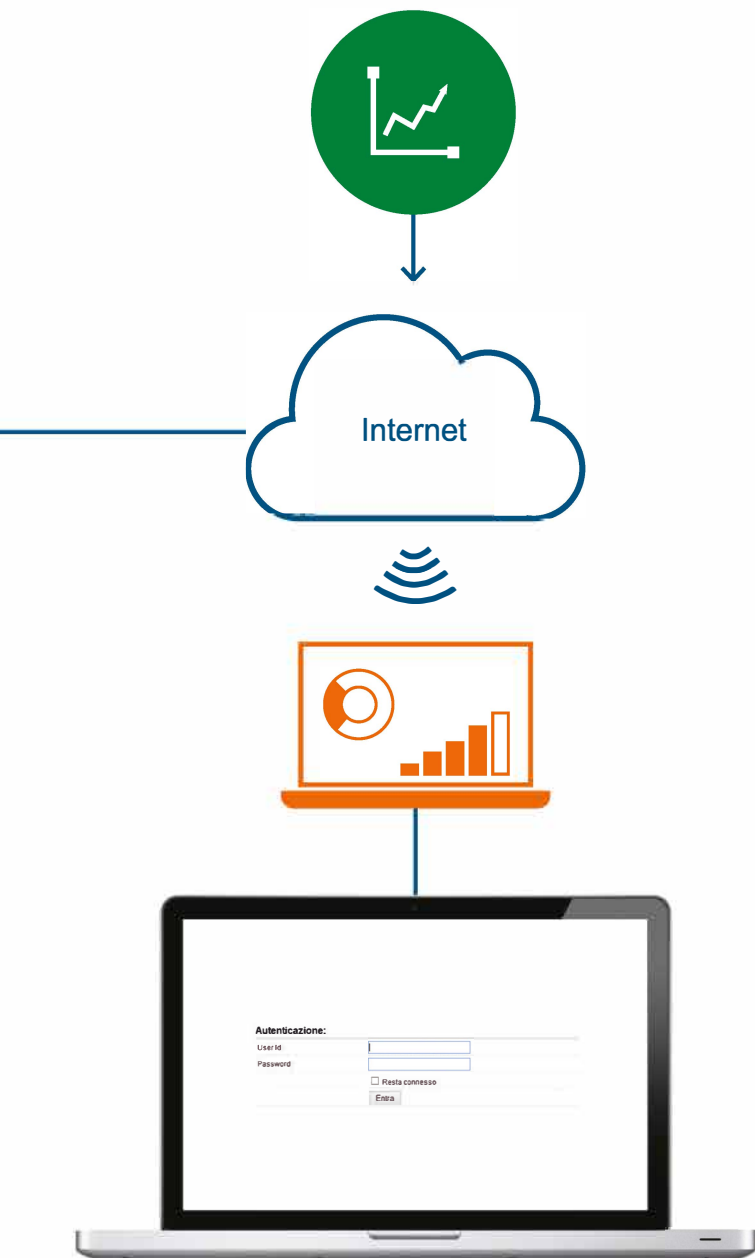 Internet
Autenticazione:
User Id
Password
Resta connesso
Entra